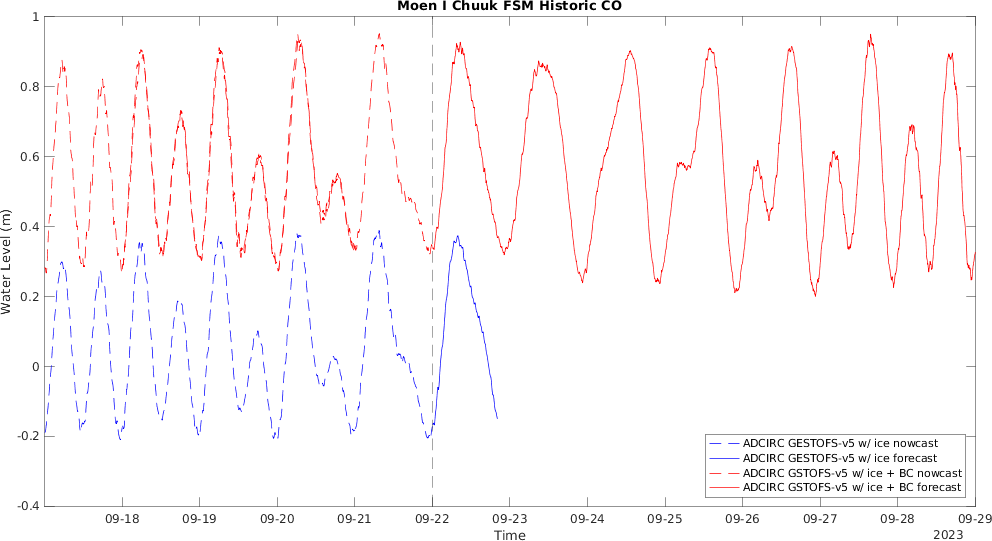 Moen I Chuuk FSM Historic CO
1
0.8
0.6
0.4
0.2
0
-0.2
-0.4
Water Level (m)
ADCIRC GESTOFS-v5 w/ ice nowcast
ADCIRC GESTOFS-v5 w/ ice forecast
ADCIRC GSTOFS-v5 w/ ice + BC nowcast
ADCIRC GSTOFS-v5 w/ ice + BC forecast
09-18 09-19 09-20 09-21 09-22 09-23 09-24 09-25 09-26 09-27 09-28 09-29
Time
2023